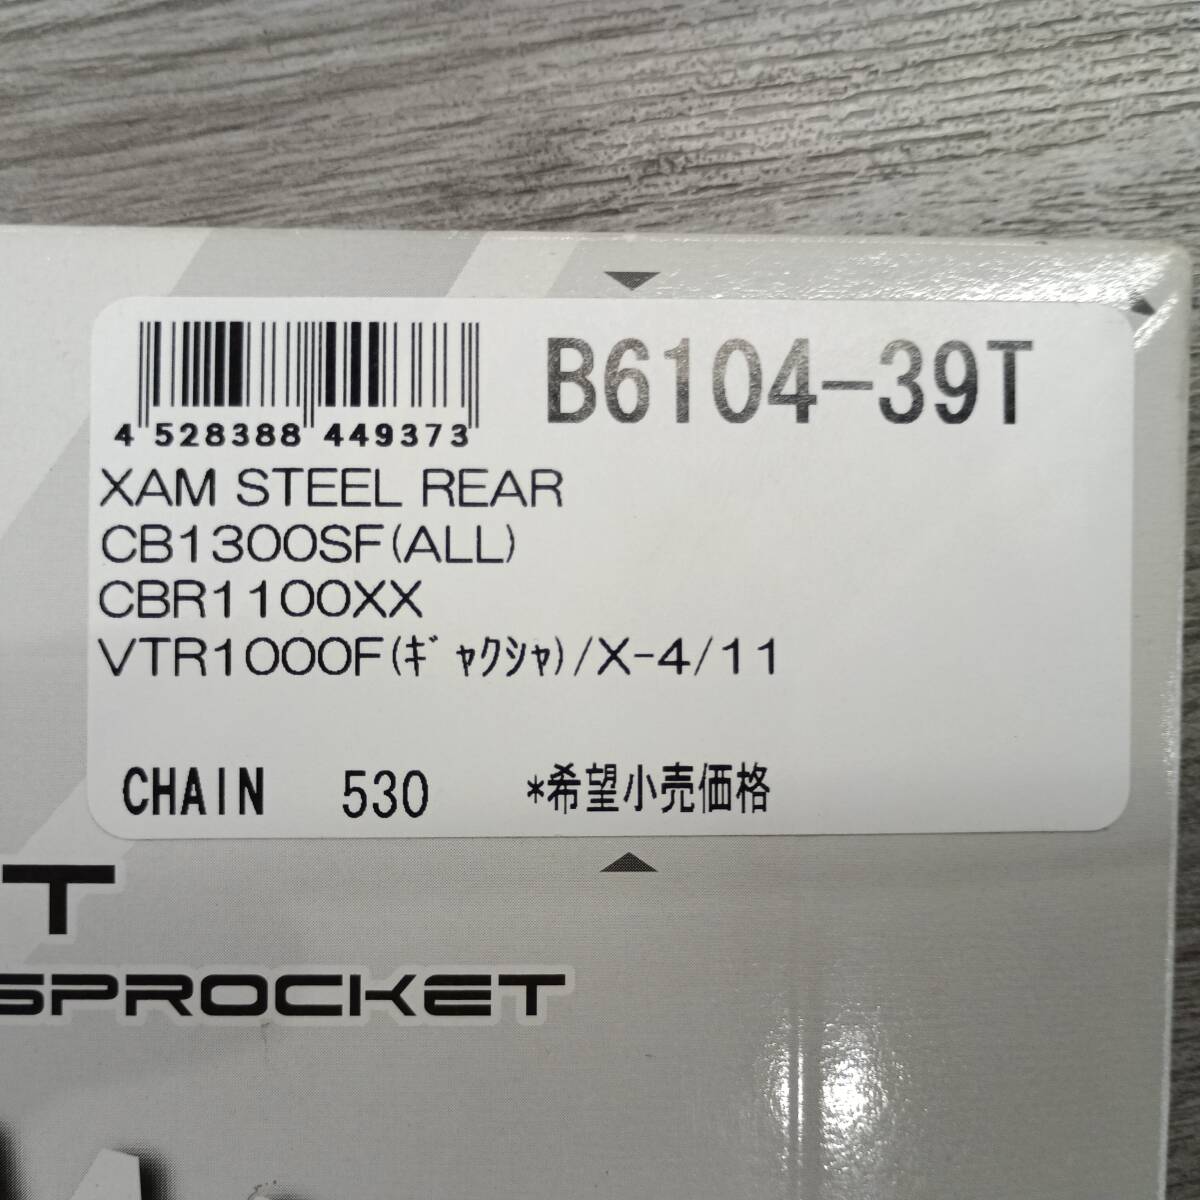 B6104-39T
4 528388 449373
XAM STEEL REAR
CB1300SF(ALL)
CBR1100XX
VTR1000F(ｷﾞｬｸｼｬ)/X-4/11
CHAIN 530 *希望小売価格
T
SPROCKET